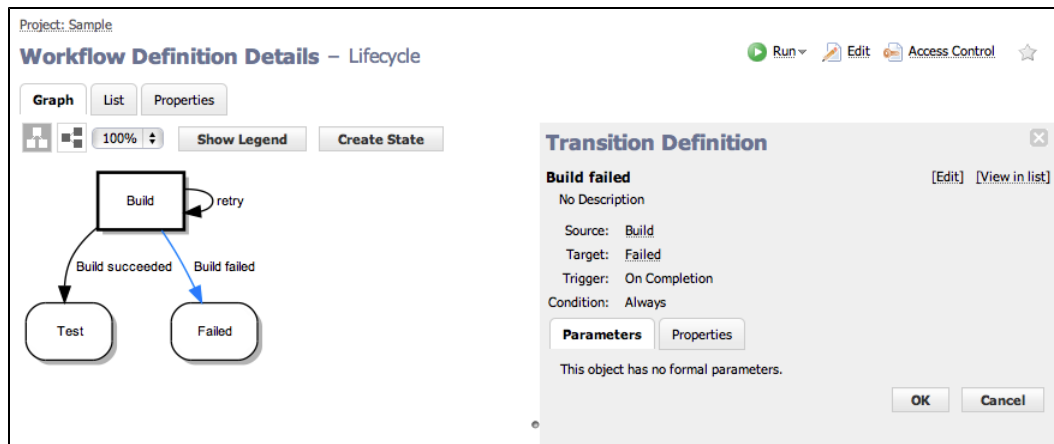 Project: Sample
Workflow Definition Details – Lifecycle
Run Edit Access Control
Graph List Properties
100% Show Legend Create State
Build
retry
Build succeeded Build failed
Test Failed
Transition Definition
Build failed [Edit] [View in list]
No Description
Source: Build
Target: Failed
Trigger: On Completion
Condition: Always
Parameters Properties
This object has no formal parameters.
OK Cancel